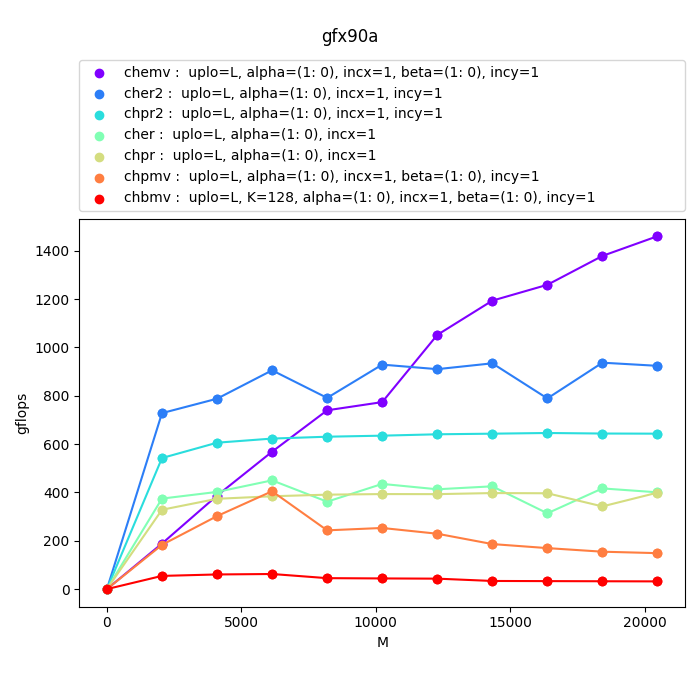 gfx90a
chemv :  uplo=L, alpha=(1: 0), incx=1, beta=(1: 0), incy=1
cher2 :  uplo=L, alpha=(1: 0), incx=1, incy=1
chpr2 :  uplo=L, alpha=(1: 0), incx=1, incy=1
cher :  uplo=L, alpha=(1: 0), incx=1
chpr :  uplo=L, alpha=(1: 0), incx=1
chpmv :  uplo=L, alpha=(1: 0), incx=1, beta=(1: 0), incy=1
chbmv :  uplo=L, K=128, alpha=(1: 0), incx=1, beta=(1: 0), incy=1
1400
1200
1000
800
600
400
200
0
gflops
0 5000 10000 15000 20000
M